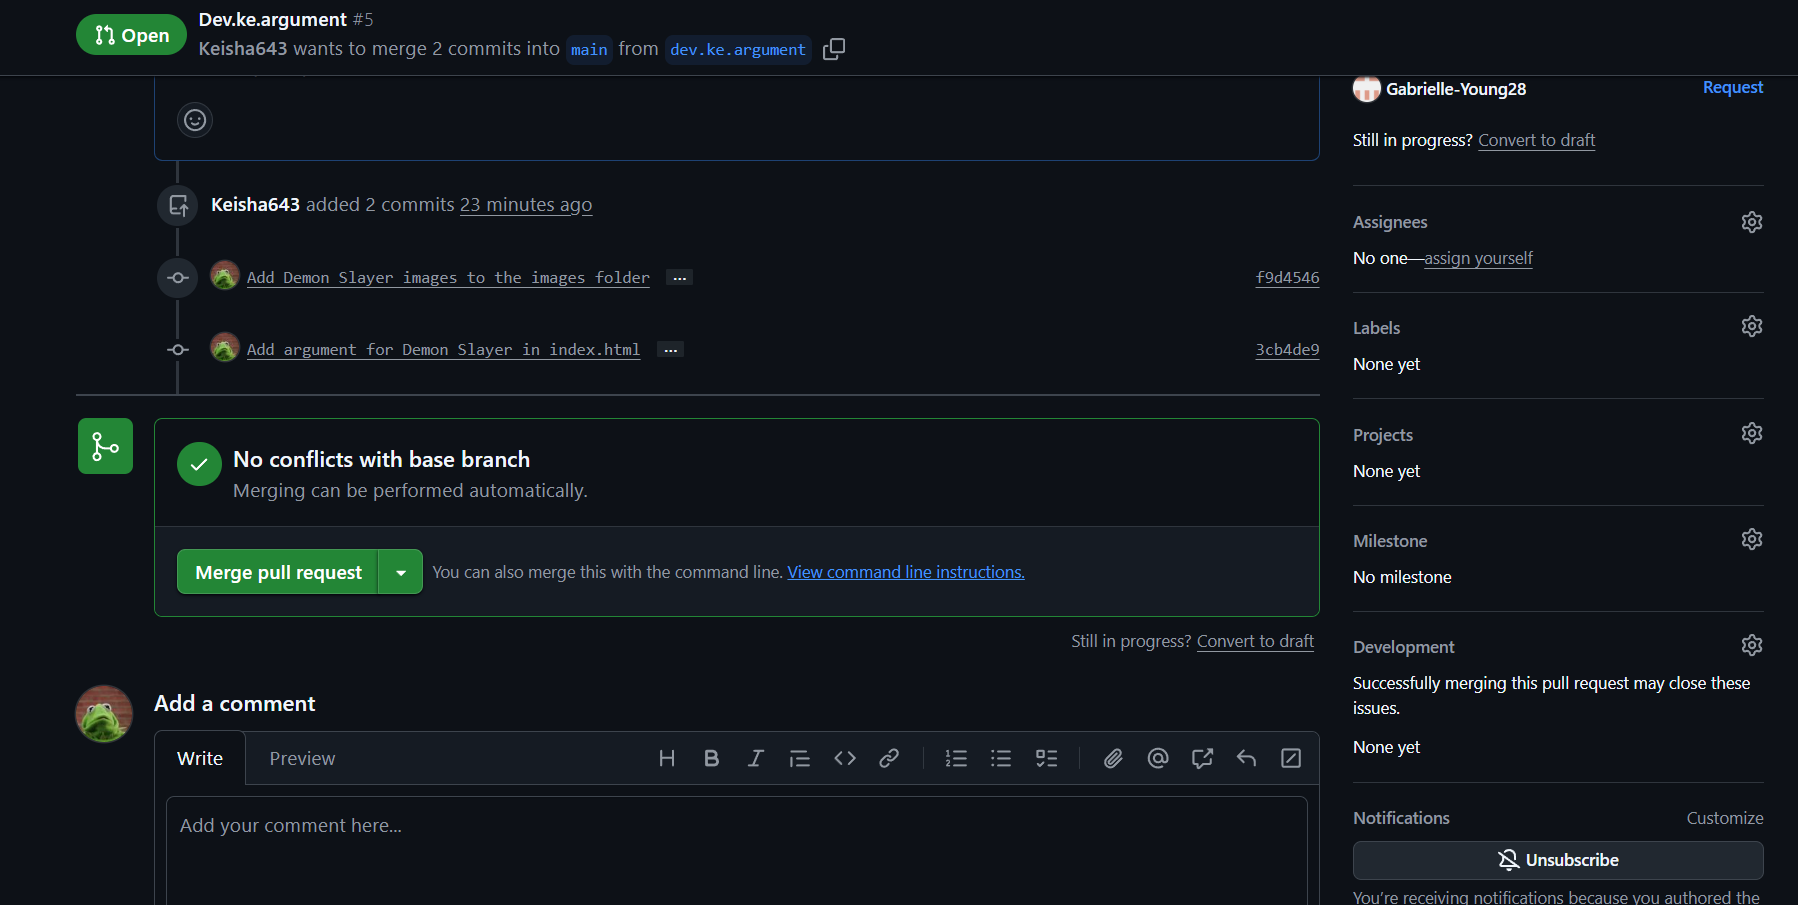 Open
Dev.ke.argument #5
Keisha643 wants to merge 2 commits into main from dev.ke.argument
Keisha643 added 2 commits 23 minutes ago
Add Demon Slayer images to the images folder ... f9d4546
Add argument for Demon Slayer in index.html ... 3cb4de9
No conflicts with base branch
Merging can be performed automatically.
Merge pull request
You can also merge this with the command line. View command line instructions.
Still in progress? Convert to draft
Add a comment
Write
Preview
Add your comment here...
Gabrielle-Young28 Request
Still in progress? Convert to draft
Assignees
No one—assign yourself
Labels
None yet
Projects
None yet
Milestone
No milestone
Development
Successfully merging this pull request may close these
issues.
None yet
Notifications Customize
Unsubscribe
You're receiving notifications because you authored the